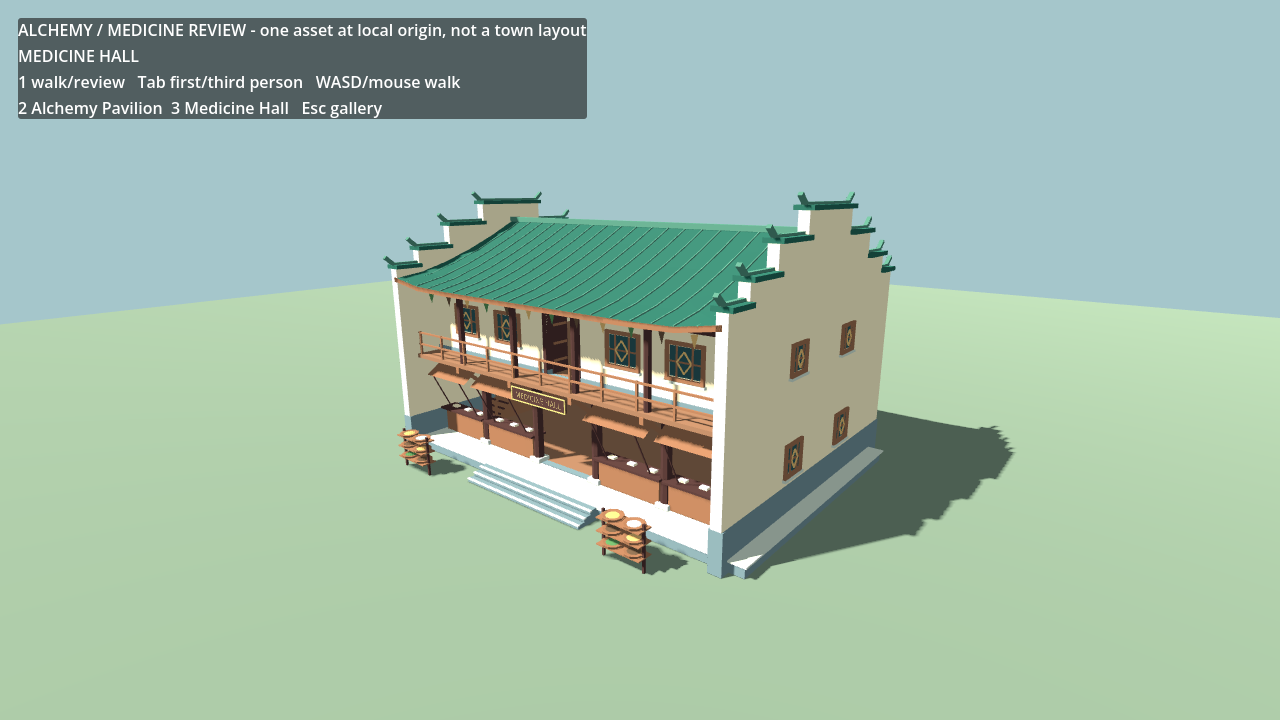 ALCHEMY / MEDICINE REVIEW - one asset at local origin, not a town layout
MEDICINE HALL
1 walk/review   Tab first/third person   WASD/mouse walk
2 Alchemy Pavilion  3 Medicine Hall   Esc gallery
MEDICINE HALL